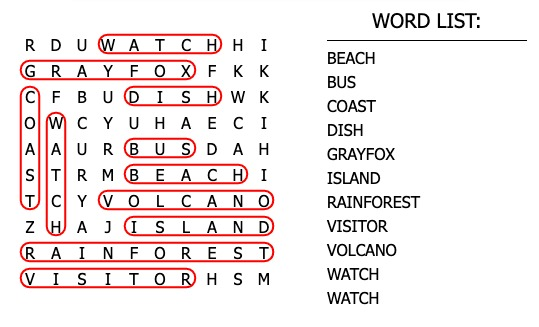 WORD LIST:
R D U W A T C H H I
G R A Y F O X F K K
C F B U D I S H W K
O W C Y U H A E C I
A A U R B U S D A H
S T R M B E A C H I
T C Y V O L C A N O
Z H A J I S L A N D
R A I N F O R E S T
V I S I T O R H S M
BEACH
BUS
COAST
DISH
GRAYFOX
ISLAND
RAINFOREST
VISITOR
VOLCANO
WATCH
WATCH